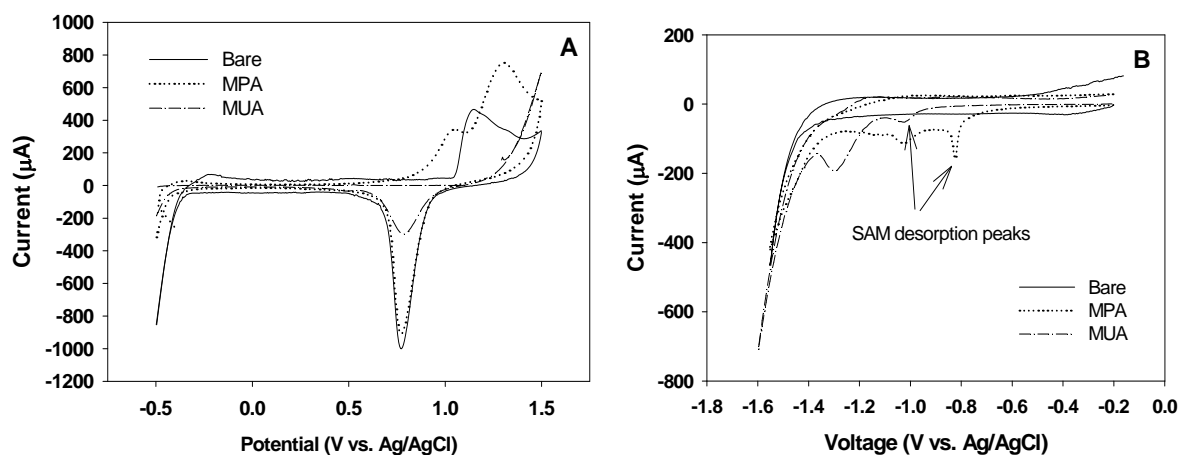 A
Bare
MPA
MUA
1000
800
600
400
200
0
-200
-400
-600
-800
-1000
-1200
Current (µA)
-0.5
0.0
0.5
1.0
1.5
Potential (V vs. Ag/AgCl)
B
200
0
-200
-400
-600
-800
Current (µA)
SAM desorption peaks
Bare
MPA
MUA
-1.8
-1.6
-1.4
-1.2
-1.0
-0.8
-0.6
-0.4
-0.2
0.0
Voltage (V vs. Ag/AgCl)